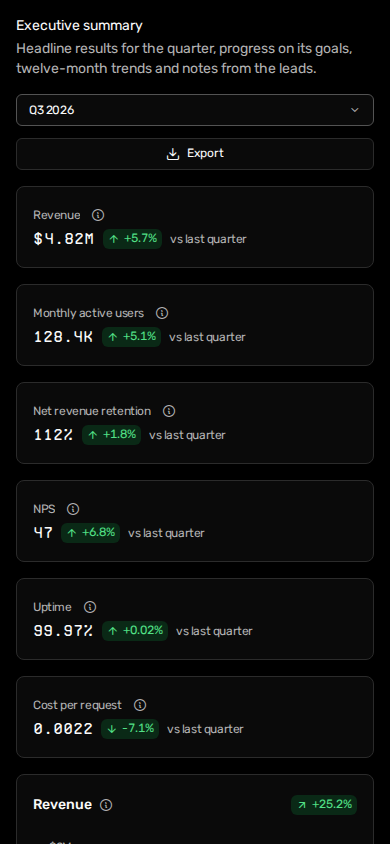 Executive summary
Headline results for the quarter, progress on its goals,
twelve-month trends and notes from the leads.
Q3 2026
Export
Revenue
$4.82M +5.7% vs last quarter
Monthly active users
128.4K +5.1% vs last quarter
Net revenue retention
112% +1.8% vs last quarter
NPS
47 +6.8% vs last quarter
Uptime
99.97% +0.02% vs last quarter
Cost per request
0.0022 -7.1% vs last quarter
Revenue +25.2%